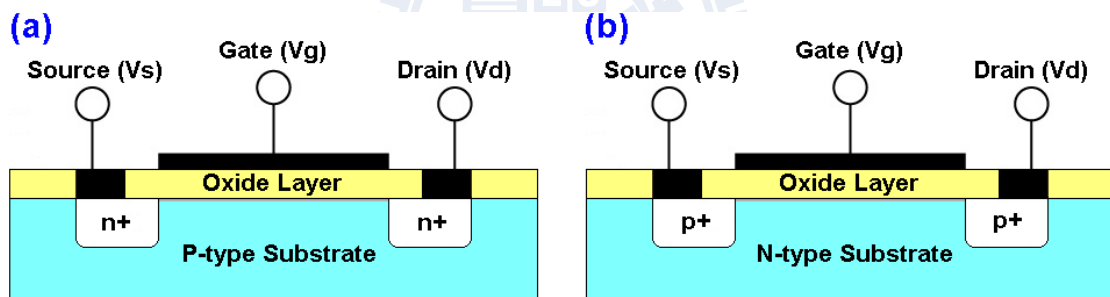 (a)
Gate (Vg)
Source (Vs)
Drain (Vd)
Oxide Layer
n+
n+
P-type Substrate
(b)
Gate (Vg)
Source (Vs)
Drain (Vd)
Oxide Layer
p+
p+
N-type Substrate